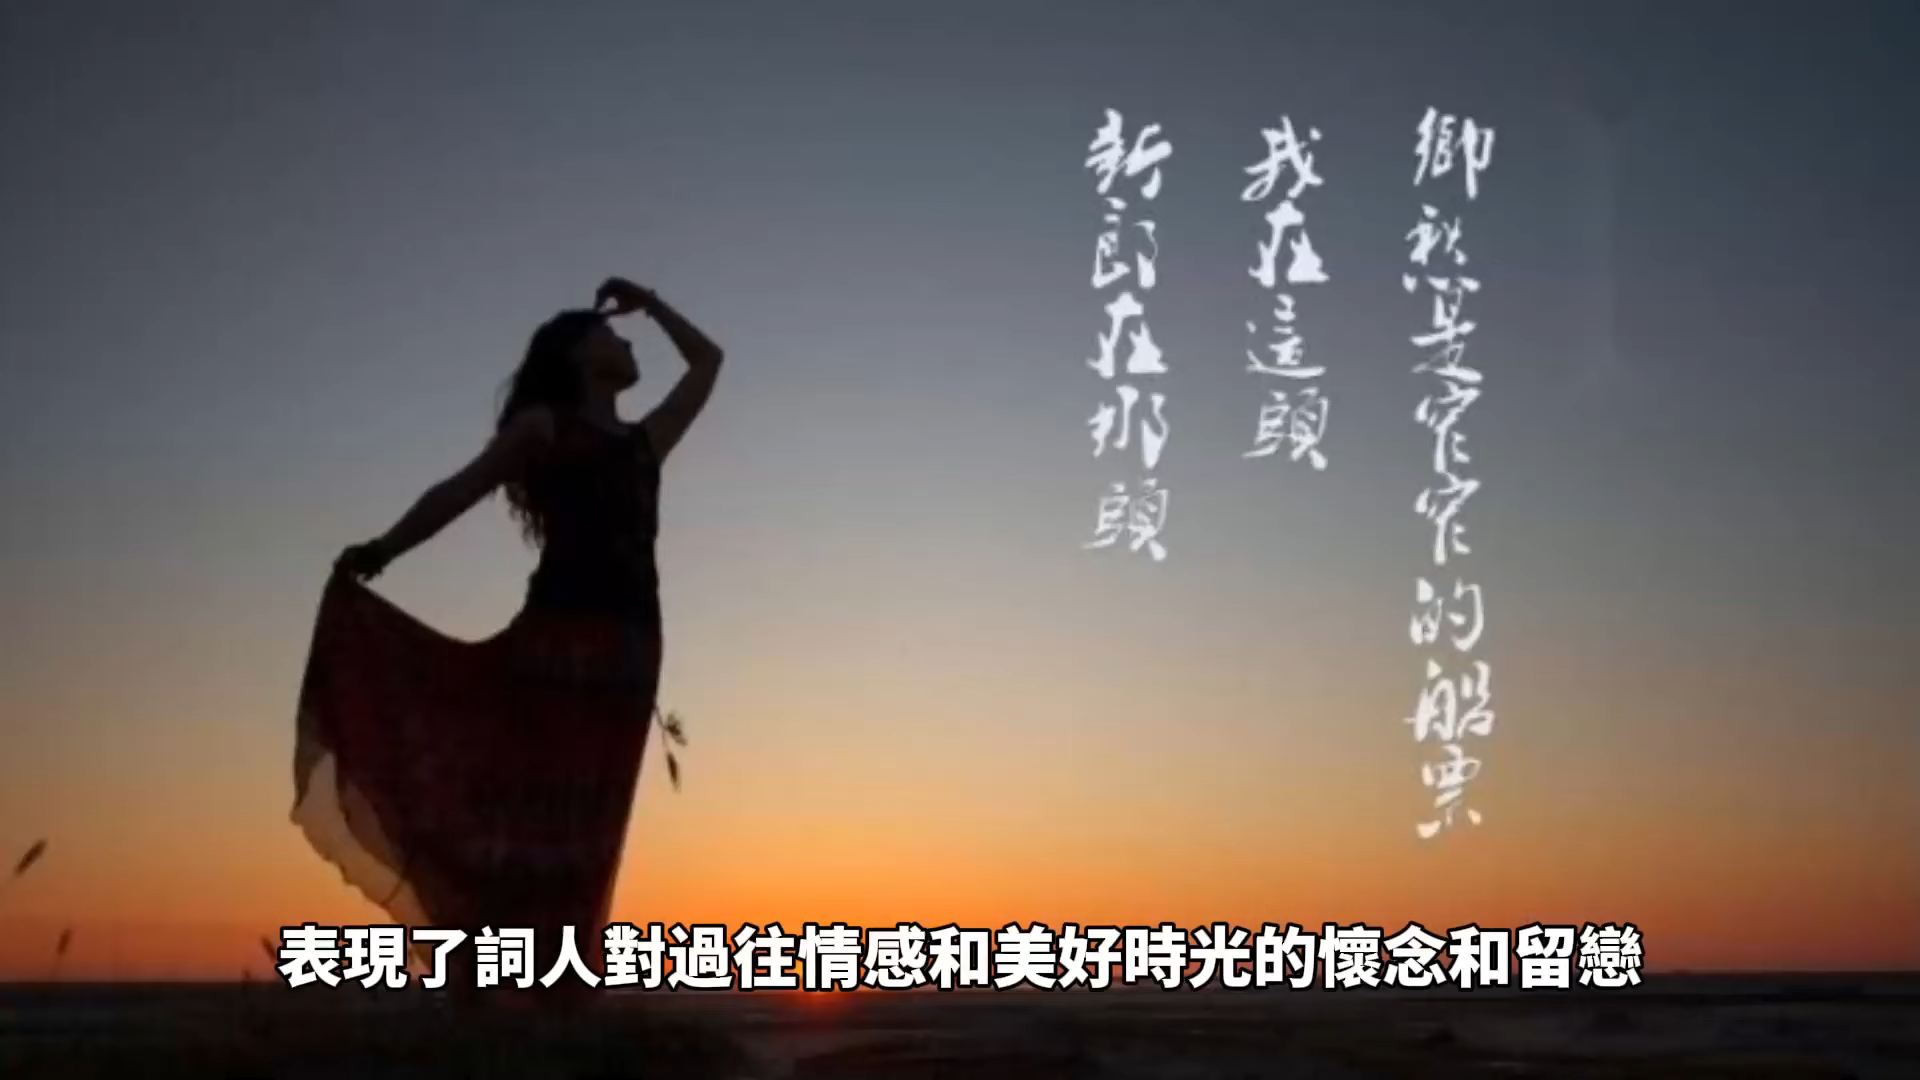 鄉愁是窄窄的船票
我在這頭
新郎在那頭
表現了詞人對過往情感和美好時光的懷念和留戀